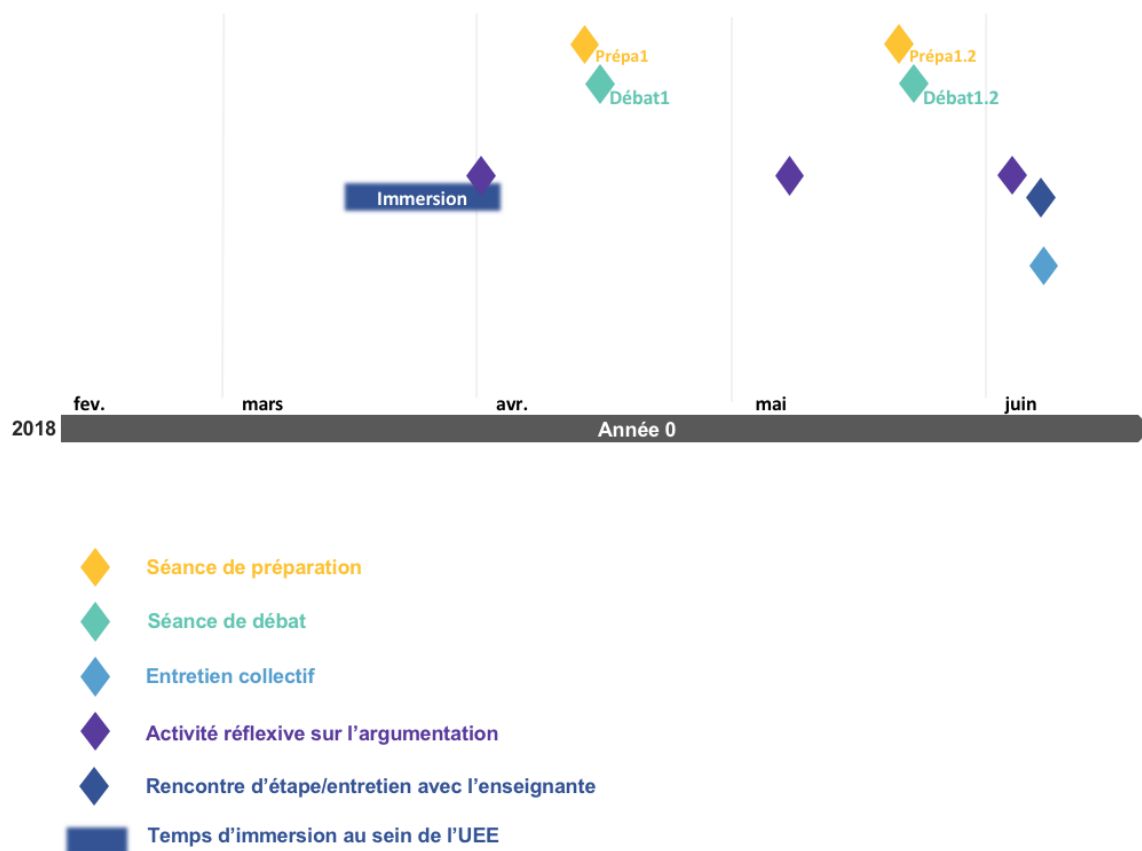 Prépa1
Prépa1.2
Débat1
Débat1.2
Immersion
fev.
mars
avr.
mai
juin
2018
Année 0
Séance de préparation
Séance de débat
Entretien collectif
Activité réflexive sur l’argumentation
Rencontre d’étape/entretien avec l’enseignante
Temps d’immersion au sein de l’UEE